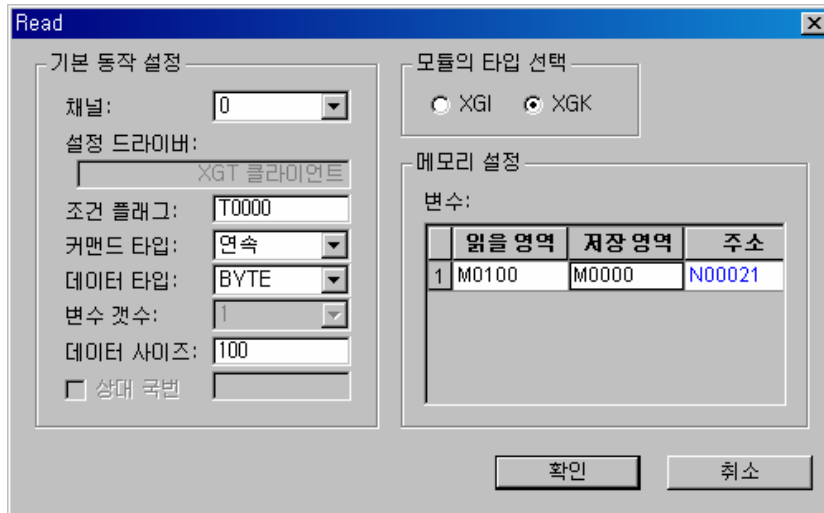 Read
기본 동작 설정
채널: 0
설정 드라이버:
XGT 클라이언트
조건 플래그: T0000
커맨드 타입: 연속
데이터 타입: BYTE
변수 갯수: 1
데이터 사이즈: 100
상대 국번
모듈의 타입 선택
XGI XGK
메모리 설정
변수:
읽을 영역 저장 영역 주소
1 M0100 M0000 N00021
확인 취소